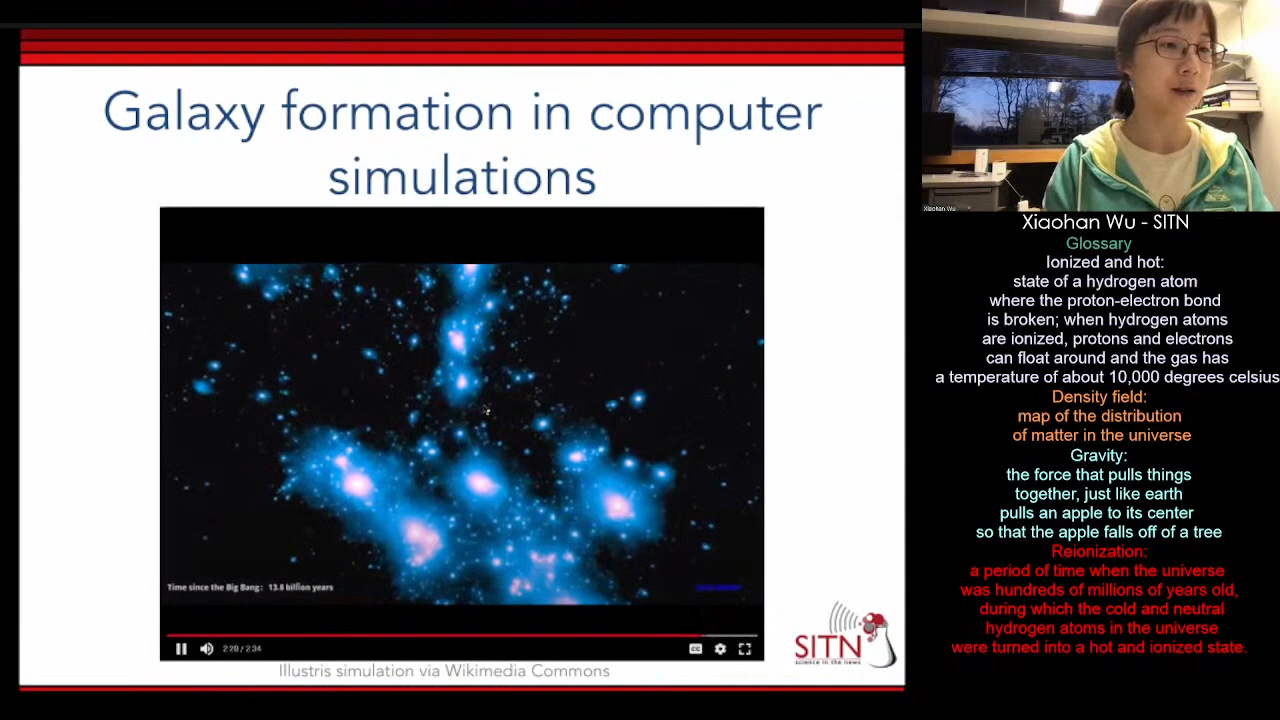 Galaxy formation in computer
simulations
Time since the Big Bang: 13.8 billion years
2:20 / 2:34
CC
SITN
science in the news
Illustris simulation via Wikimedia Commons
Xiaohan Wu
Xiaohan Wu - SITN
Glossary
Ionized and hot:
state of a hydrogen atom
where the proton-electron bond
is broken; when hydrogen atoms
are ionized, protons and electrons
can float around and the gas has
a temperature of about 10,000 degrees celsius
Density field:
map of the distribution
of matter in the universe
Gravity:
the force that pulls things
together, just like earth
pulls an apple to its center
so that the apple falls off of a tree
Reionization:
a period of time when the universe
was hundreds of millions of years old,
during which the cold and neutral
hydrogen atoms in the universe
were turned into a hot and ionized state.